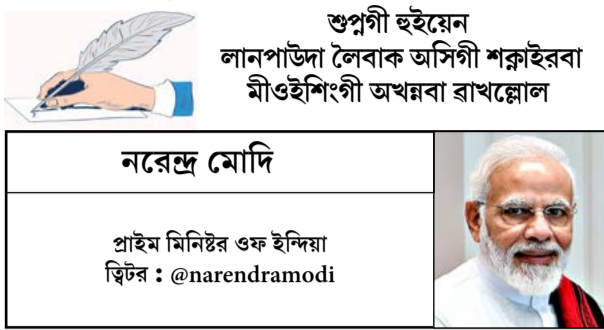 শুপ্নগী হুইয়েন
লানপাউদা লৈবাক অসিগী শক্নাইরবা
মীওইশিংগী অখন্নবা ৱাখল্লোল
নরেন্দ্র মোদি
প্রাইম মিনিষ্টর ওফ ইন্দিয়া
ত্বিটর : @narendramodi